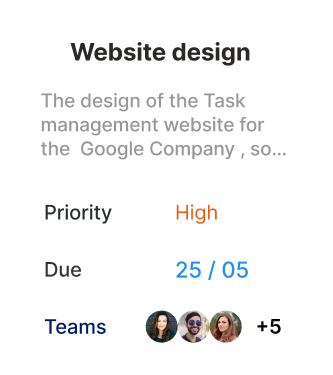 Website design
The design of the Task
management website for
the Google Company , so...
Priority High
Due 25 / 05
Teams +5